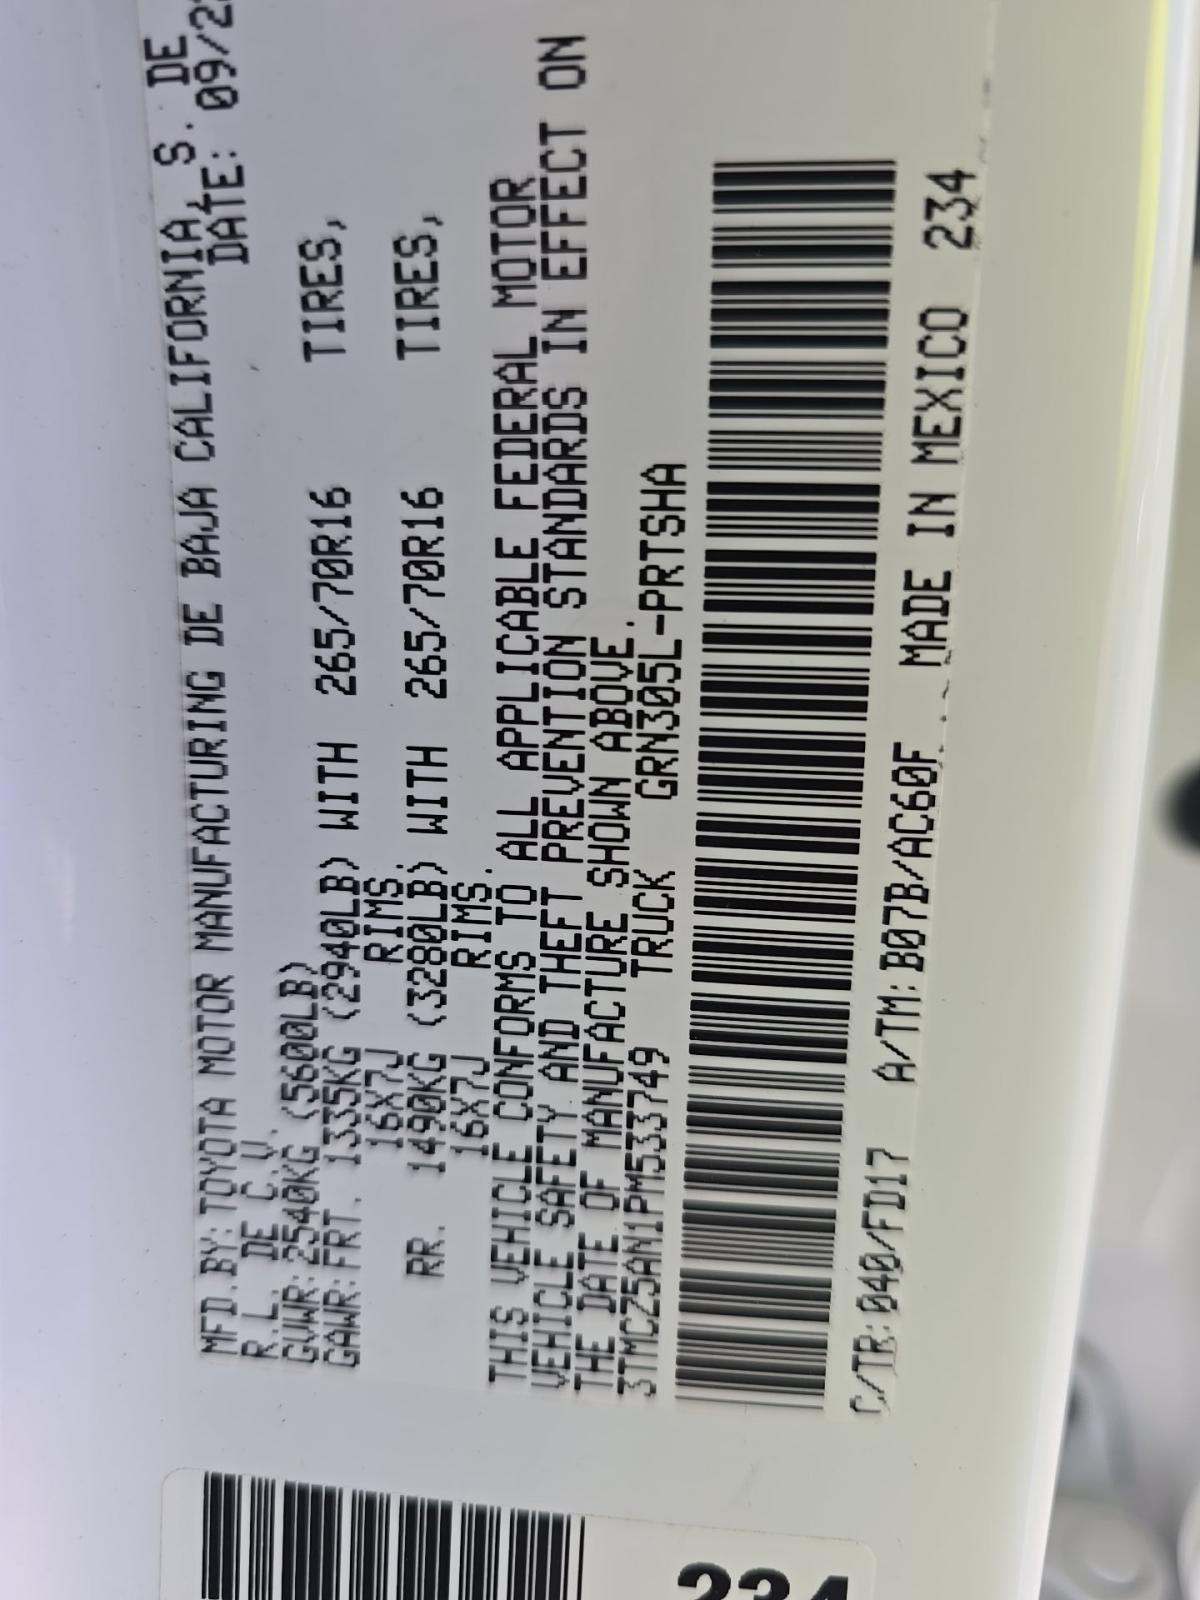 MFD.BY:TOYOTA MOTOR MANUFACTURING DE BAJA CALIFORNIA, S. DE
R.L. DE C.V. DATE: 09/22
GVWR:2540KG (5600LB)
GAWR:FRT. 1335KG (2940LB) WITH 265/70R16 TIRES,
16X7J RIMS,
RR. 1490KG (3280LB) WITH 265/70R16 TIRES,
16X7J RIMS.
THIS VEHICLE CONFORMS TO ALL APPLICABLE FEDERAL MOTOR
VEHICLE SAFETY AND THEFT PREVENTION STANDARDS IN EFFECT ON
THE DATE OF MANUFACTURE SHOWN ABOVE.
3TMCZ5AN1PM533749 TRUCK GRN305L-PRTSHA
C/TR:040/FD17 A/TM:B07B/AC60F MADE IN MEXICO 234
234